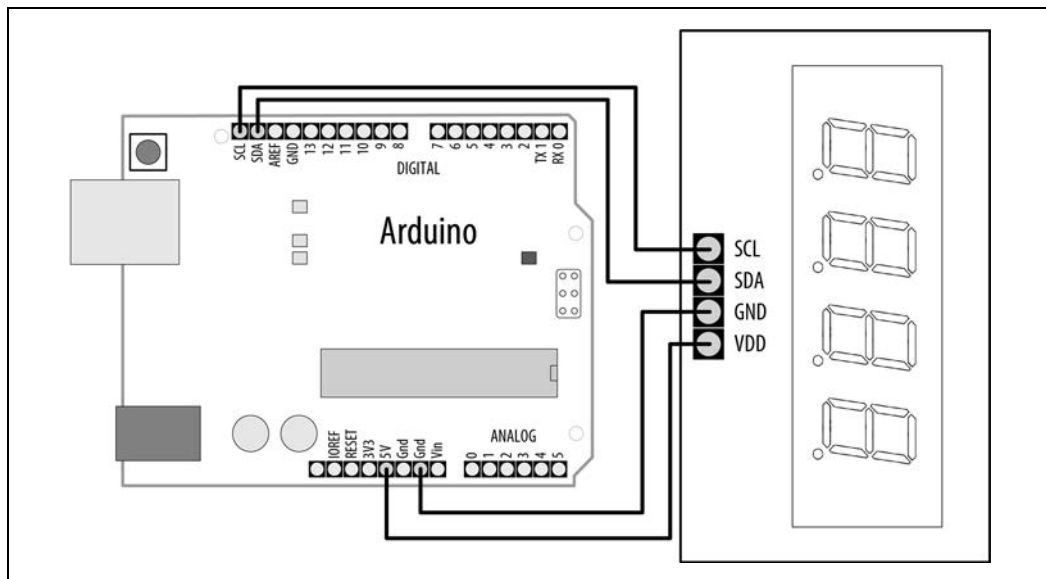 SCL SDA AREF GND 13 12 11 10 9 8 7 6 5 4 3 2 TX 1 RX 0
DIGITAL
Arduino
SCL
SDA
GND
VDD
ANALOG
IOREF RESET 3V3 5V Gnd Gnd Vin 0 1 2 3 4 5